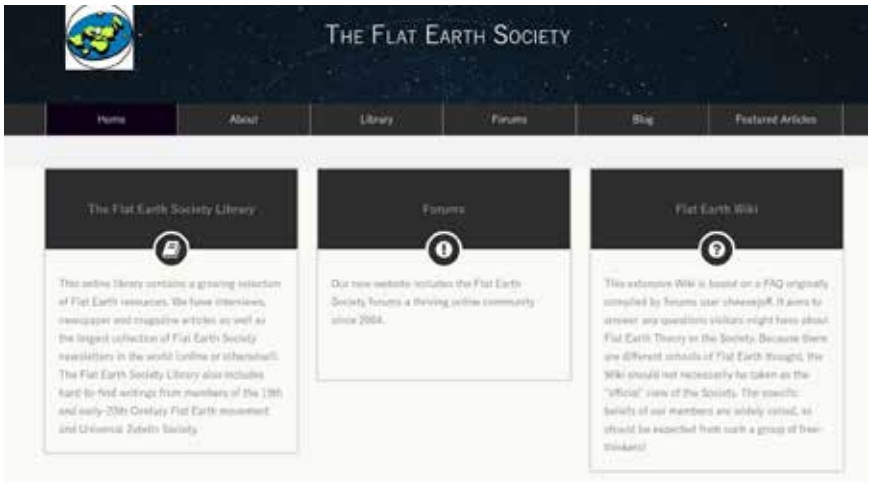 THE FLAT EARTH SOCIETY
Home About Library Forums Blog Featured Articles
The Flat Earth Society Library
This online library contains a growing selection
of Flat Earth resources. We have interviews,
newspaper and magazine articles as well as
the largest collection of Flat Earth Society
newsletters in the world (online or otherwise!).
The Flat Earth Society Library also includes
hard-to-find writings from members of the 19th
and early-20th Century Flat Earth movement
and Universal Zetetic Society.
Forums
Our new website includes the Flat Earth
Society forums a thriving online community
since 2004.
Flat Earth Wiki
This extensive Wiki is based on a FAQ originally
compiled by forums user cheesejoff. It aims to
answer any questions visitors might have about
Flat Earth Theory or the Society. Because there
are different schools of Flat Earth thought, the
Wiki should not necessarily be taken as the
"official" view of the Society. The specific
beliefs of our members are widely varied, as
should be expected from such a group of free-
thinkers!